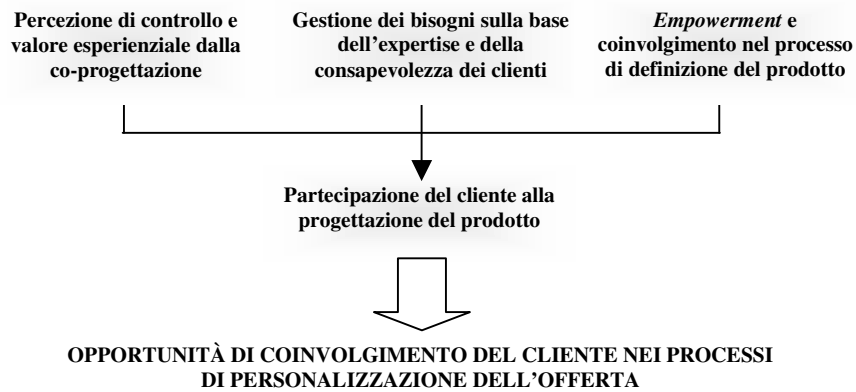 Percezione di controllo e
valore esperienziale dalla
co-progettazione
Gestione dei bisogni sulla base
dell'expertise e della
consapevolezza dei clienti
Empowerment e
coinvolgimento nel processo
di definizione del prodotto
Partecipazione del cliente alla
progettazione del prodotto
OPPORTUNITÀ DI COINVOLGIMENTO DEL CLIENTE NEI PROCESSI
DI PERSONALIZZAZIONE DELL'OFFERTA